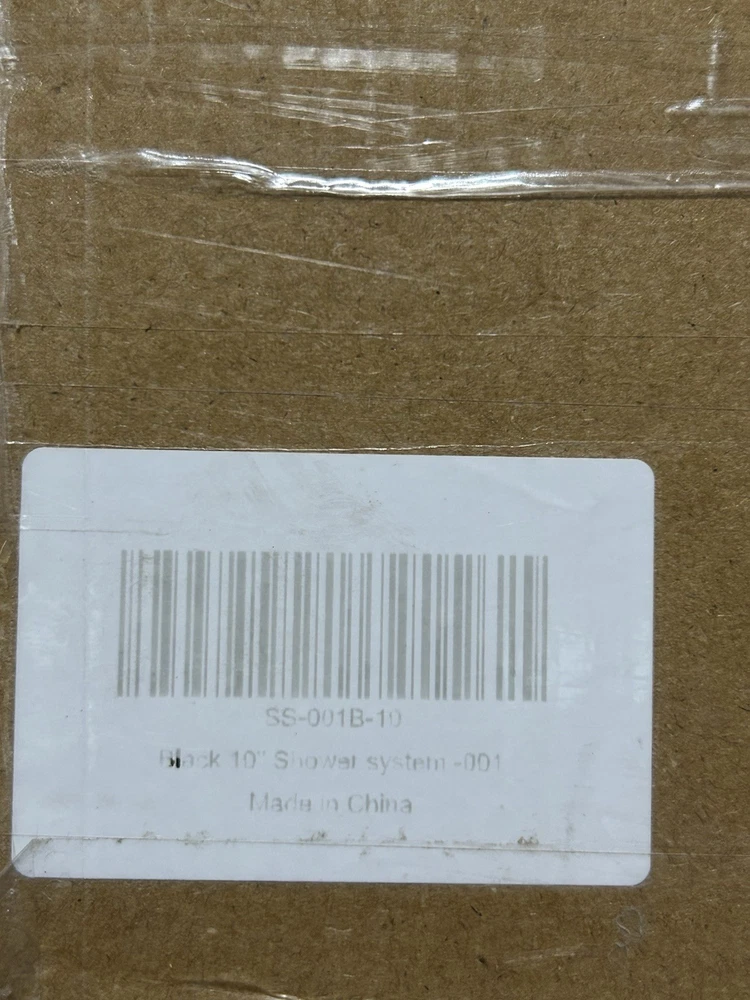 SS-001B-10
Black 10" Shower system -001
Made in China